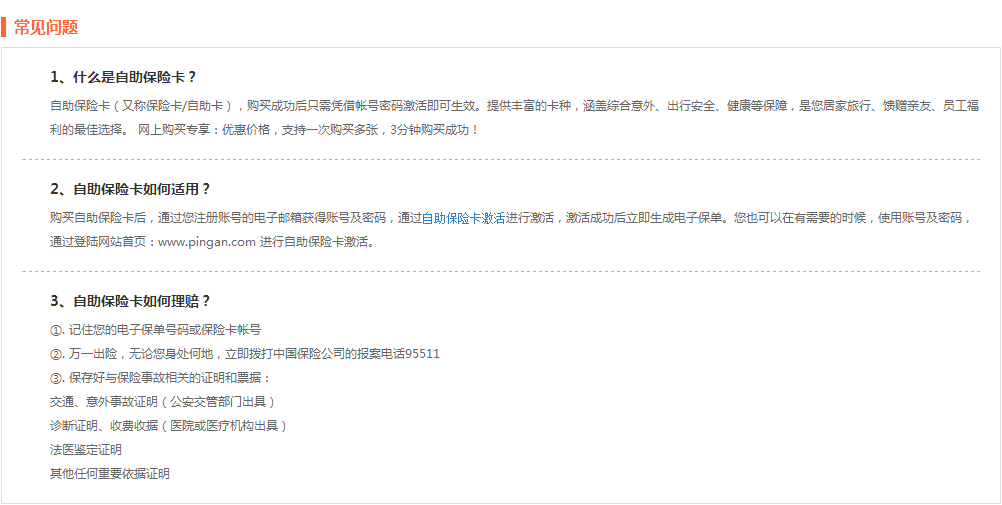 常见问题
1、什么是自助保险卡？
自助保险卡（又称保险卡/自助卡），购买成功后只需凭借帐号密码激活即可生效。提供丰富的卡种，涵盖综合意外、出行安全、健康等保障，是您居家旅行、馈赠亲友、员工福
利的最佳选择。 网上购买专享：优惠价格，支持一次购买多张，3分钟购买成功！
2、自助保险卡如何适用？
购买自助保险卡后，通过您注册账号的电子邮箱获得账号及密码，通过自助保险卡激活进行激活，激活成功后立即生成电子保单。您也可以在有需要的时候，使用账号及密码，
通过登陆网站首页：www.pingan.com 进行自助保险卡激活。
3、自助保险卡如何理赔？
①. 记住您的电子保单号码或保险卡帐号
②. 万一出险，无论您身处何地，立即拨打中国保险公司的报案电话95511
③. 保存好与保险事故相关的证明和票据：
交通、意外事故证明（公安交管部门出具）
诊断证明、收费收据（医院或医疗机构出具）
法医鉴定证明
其他任何重要依据证明